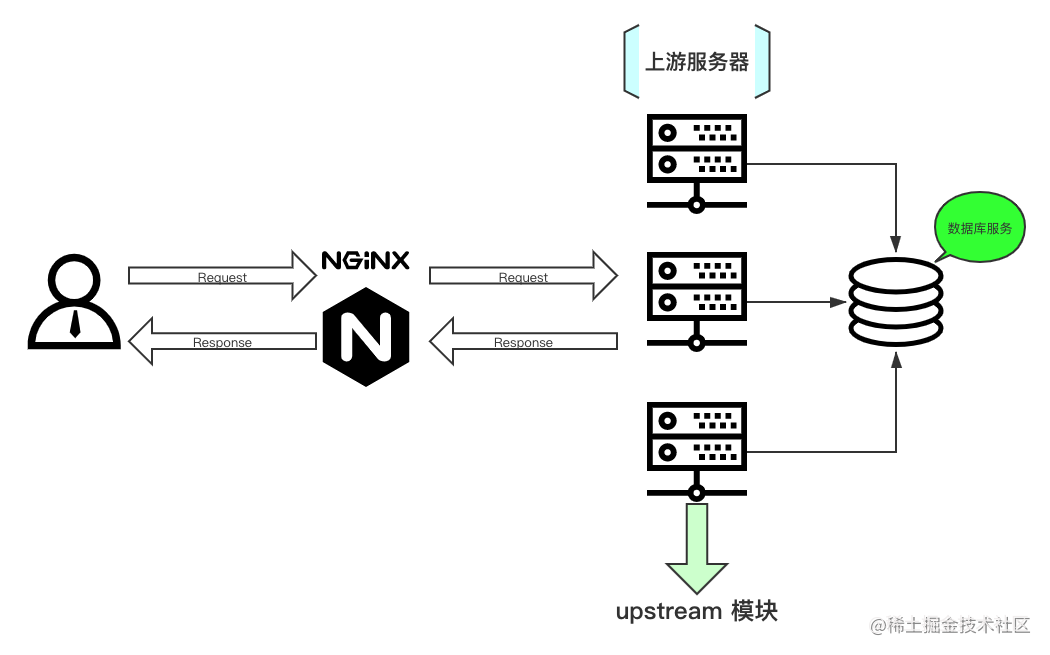 上游服务器
数据库服务
NGiNX
Request
Request
N
Response
Response
upstream 模块
@稀土掘金技术社区